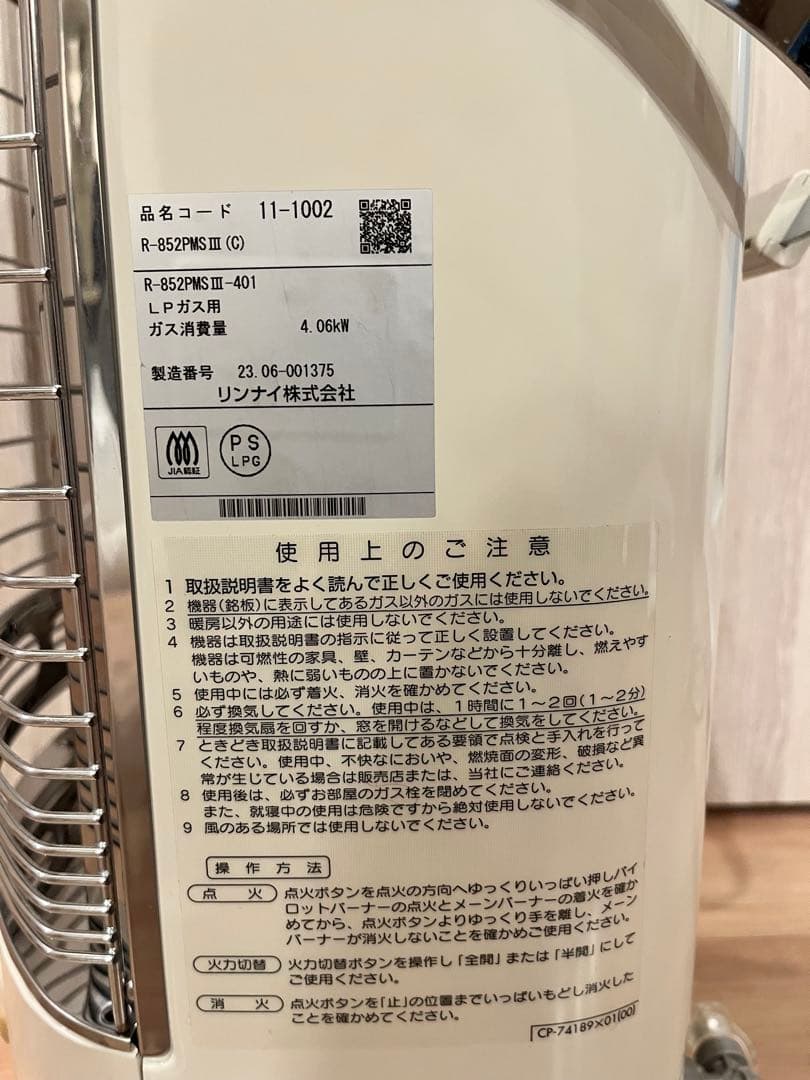 品名コード 11-1002
R-852PMSⅢ(C)
R-852PMSⅢ-401
LPガス用
ガス消費量 4.06kW
製造番号 23.06-001375
リンナイ株式会社
JIA認証
PS
LPG
使用上のご注意
1 取扱説明書をよく読んで正しくご使用ください。
2 機器(銘板)に表示してあるガス以外のガスには使用しないでください。
3 暖房以外の用途には使用しないでください。
4 機器は取扱説明書の指示に従って正しく設置してください。
機器は可燃性の家具、壁、カーテンなどから十分離し、燃えやす
いものや、熱に弱いものの上に置かないでください。
5 使用中には必ず着火、消火を確かめてください。
6 必ず換気してください。使用中は、1時間に1～2回(1～2分)
程度換気扇を回すか、窓を開けるなどして換気をしてください。
7 ときどき取扱説明書に記載してある要領で点検と手入れを行って
ください。使用中、不快なにおいや、燃焼面の変形、破損など異
常が生じている場合は販売店または、当社にご連絡ください。
8 使用後は、必ずお部屋のガス栓を閉めてください。
また、就寝中の使用は危険ですから絶対使用しないでください。
9 風のある場所では使用しないでください。
操作方法
点火 点火ボタンを点火の方向へゆっくりいっぱい押しパイ
ロットバーナーの点火とメーンバーナーの着火を確か
めてから、点火ボタンよりゆっくり手を離し、メーン
バーナーが消火しないことを確かめご使用ください。
火力切替 火力切替ボタンを操作し「全開」または「半開」にして
ご使用ください。
消火 点火ボタンを「止」の位置までいっぱいもどし消火した
ことを確かめてください。
CP-74189×01(00)